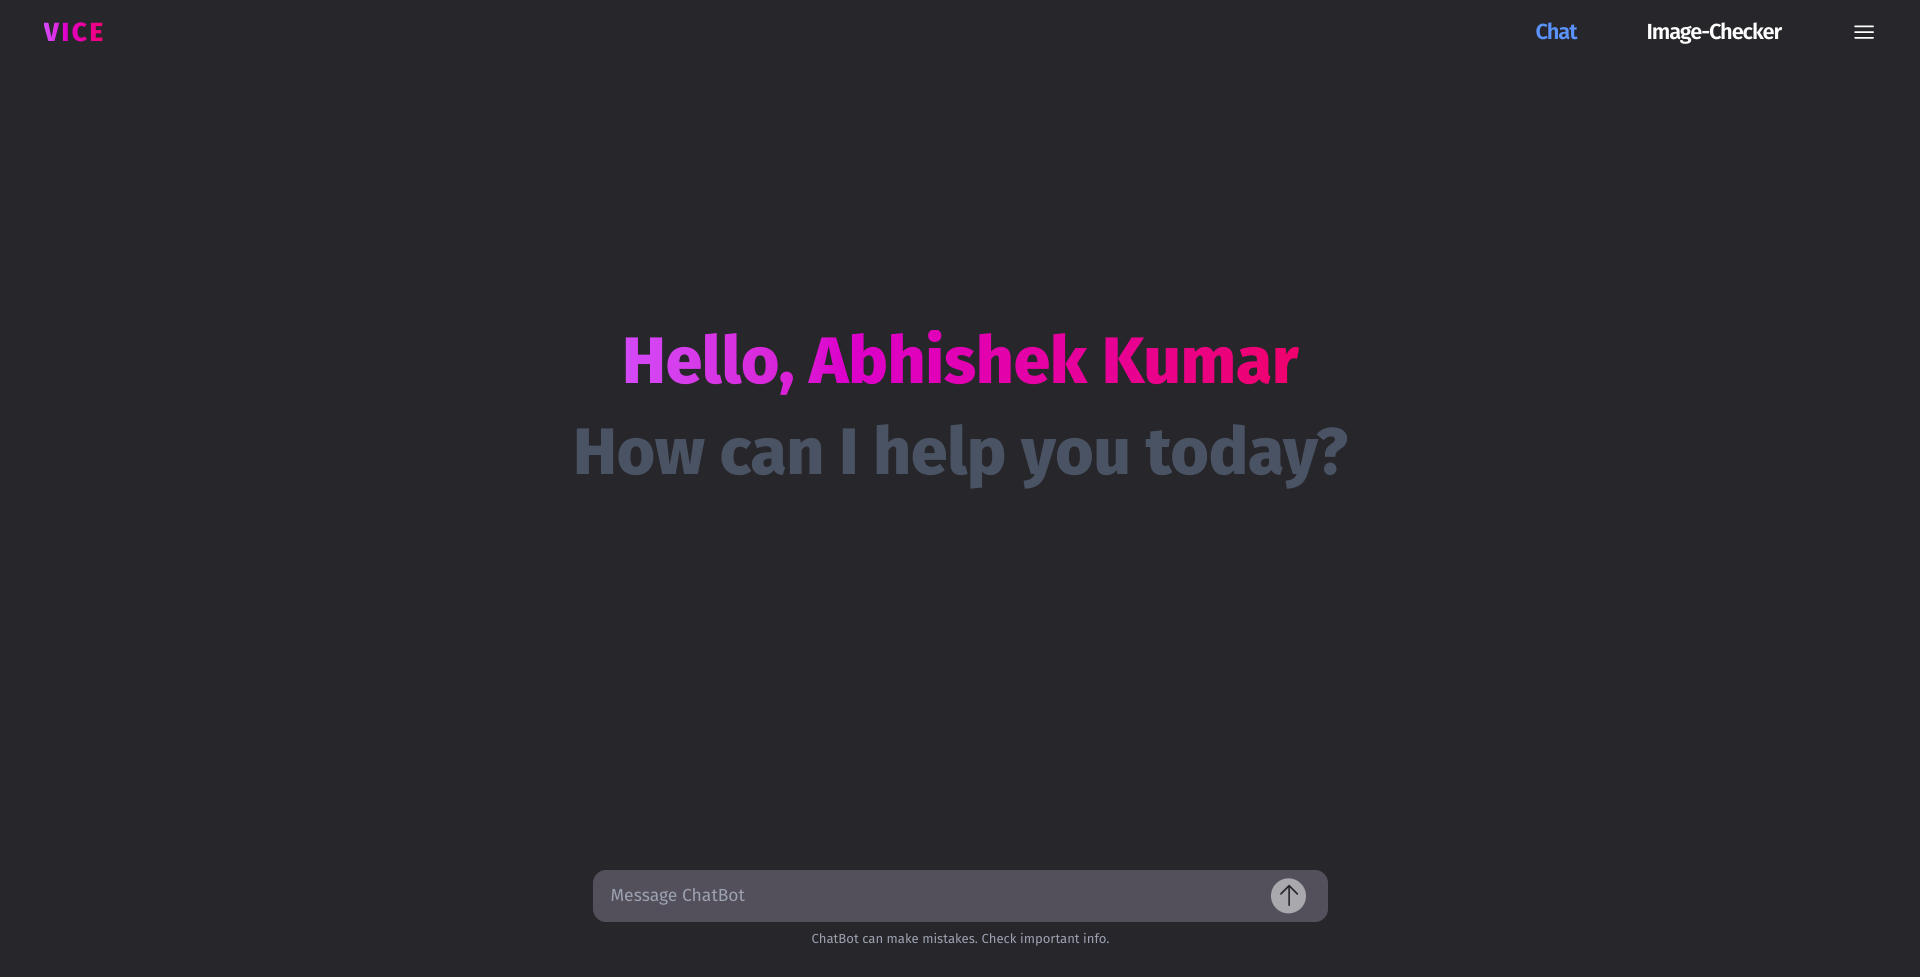 VICE
Chat
Image-Checker
Hello, Abhishek Kumar
How can I help you today?
Message ChatBot
ChatBot can make mistakes. Check important info.